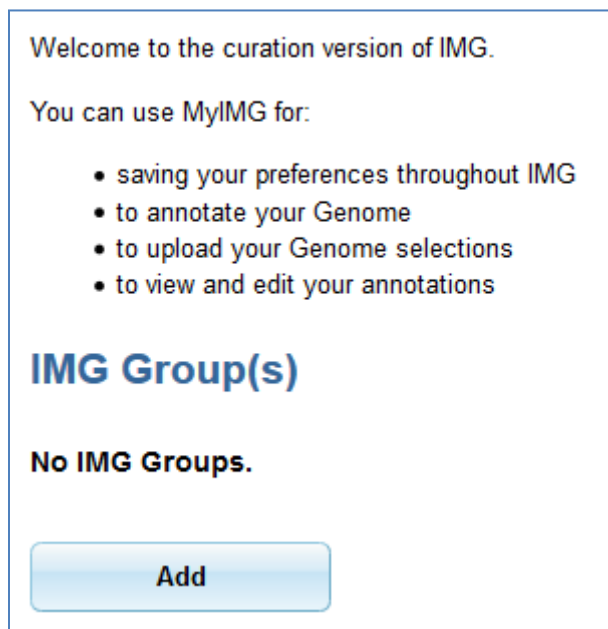 Welcome to the curation version of IMG.
You can use MyIMG for:
• saving your preferences throughout IMG
• to annotate your Genome
• to upload your Genome selections
• to view and edit your annotations
IMG Group(s)
No IMG Groups.
Add